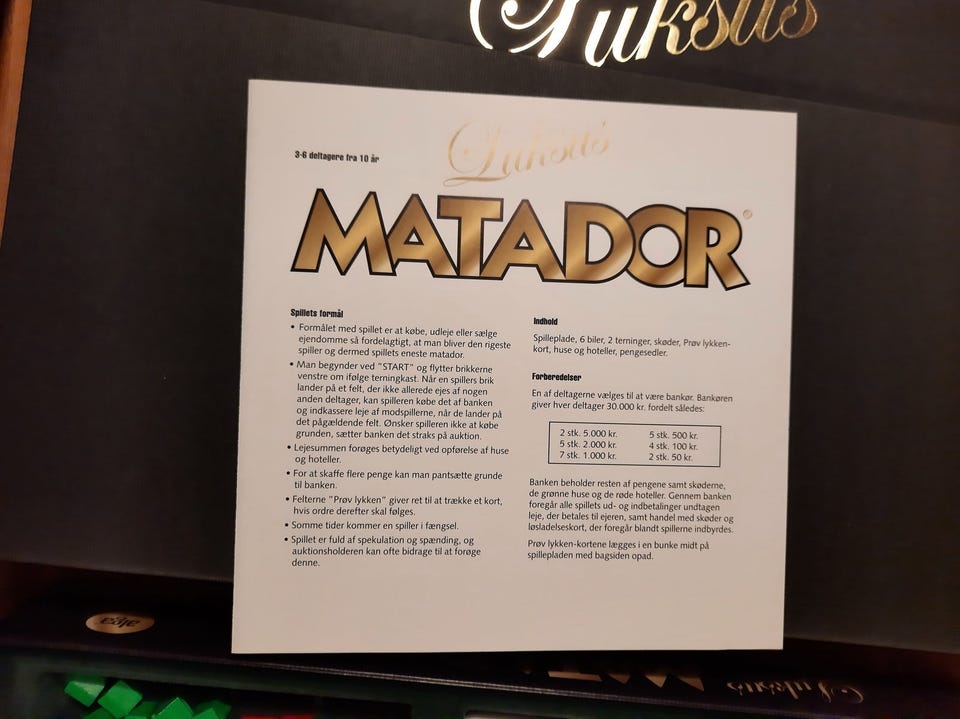 Luksus
3-6 deltagere fra 10 år
Luksus
MATADOR®
Spillets formål
• Formålet med spillet er at købe, udleje eller sælge
ejendomme så fordelagtigt, at man bliver den rigeste
spiller og dermed spillets eneste matador.
• Man begynder ved "START" og flytter brikkerne
venstre om ifølge terningkast. Når en spillers brik
lander på et felt, der ikke allerede ejes af nogen
anden deltager, kan spilleren købe det af banken
og indkassere leje af modspillerne, når de lander på
det pågældende felt. Ønsker spilleren ikke at købe
grunden, sætter banken det straks på auktion.
• Lejesummen forøges betydeligt ved opførelse af huse
og hoteller.
• For at skaffe flere penge kan man pantsætte grunde
til banken.
• Felterne "Prøv lykken" giver ret til at trække et kort,
hvis ordre derefter skal følges.
• Somme tider kommer en spiller i fængsel.
• Spillet er fuld af spekulation og spænding, og
auktionsholderen kan ofte bidrage til at forøge
denne.
Indhold
Spilleplade, 6 biler, 2 terninger, skøder, Prøv lykken-
kort, huse og hoteller, pengesedler.
Forberedelser
En af deltagerne vælges til at være bankør. Bankøren
giver hver deltager 30.000 kr. fordelt således:
2 stk. 5.000 kr. 5 stk. 500 kr.
5 stk. 2.000 kr. 4 stk. 100 kr.
7 stk. 1.000 kr. 2 stk. 50 kr.
Banken beholder resten af pengene samt skøderne,
de grønne huse og de røde hoteller. Gennem banken
foregår alle spillets ud- og indbetalinger undtagen
leje, der betales til ejeren, samt handel med skøder og
løsladelseskort, der foregår blandt spillerne indbyrdes.
Prøv lykken-kortene lægges i en bunke midt på
spillepladen med bagsiden opad.
alga
Luksus